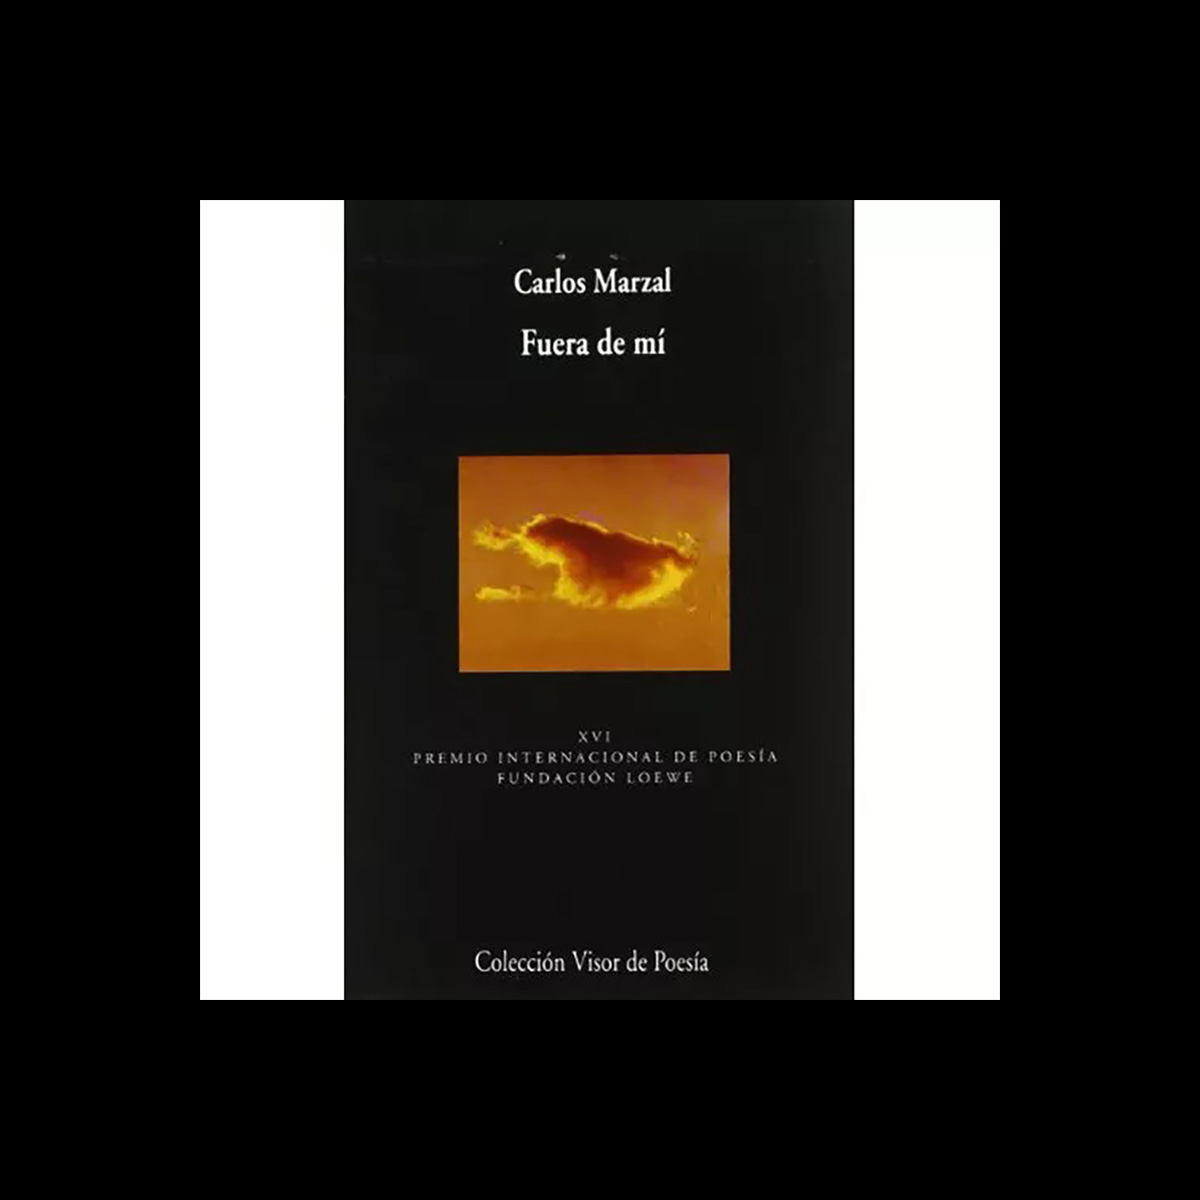 Carlos Marzal
Fuera de mí
XVI
PREMIO INTERNACIONAL DE POESÍA
FUNDACIÓN LOEWE
Colección Visor de Poesía